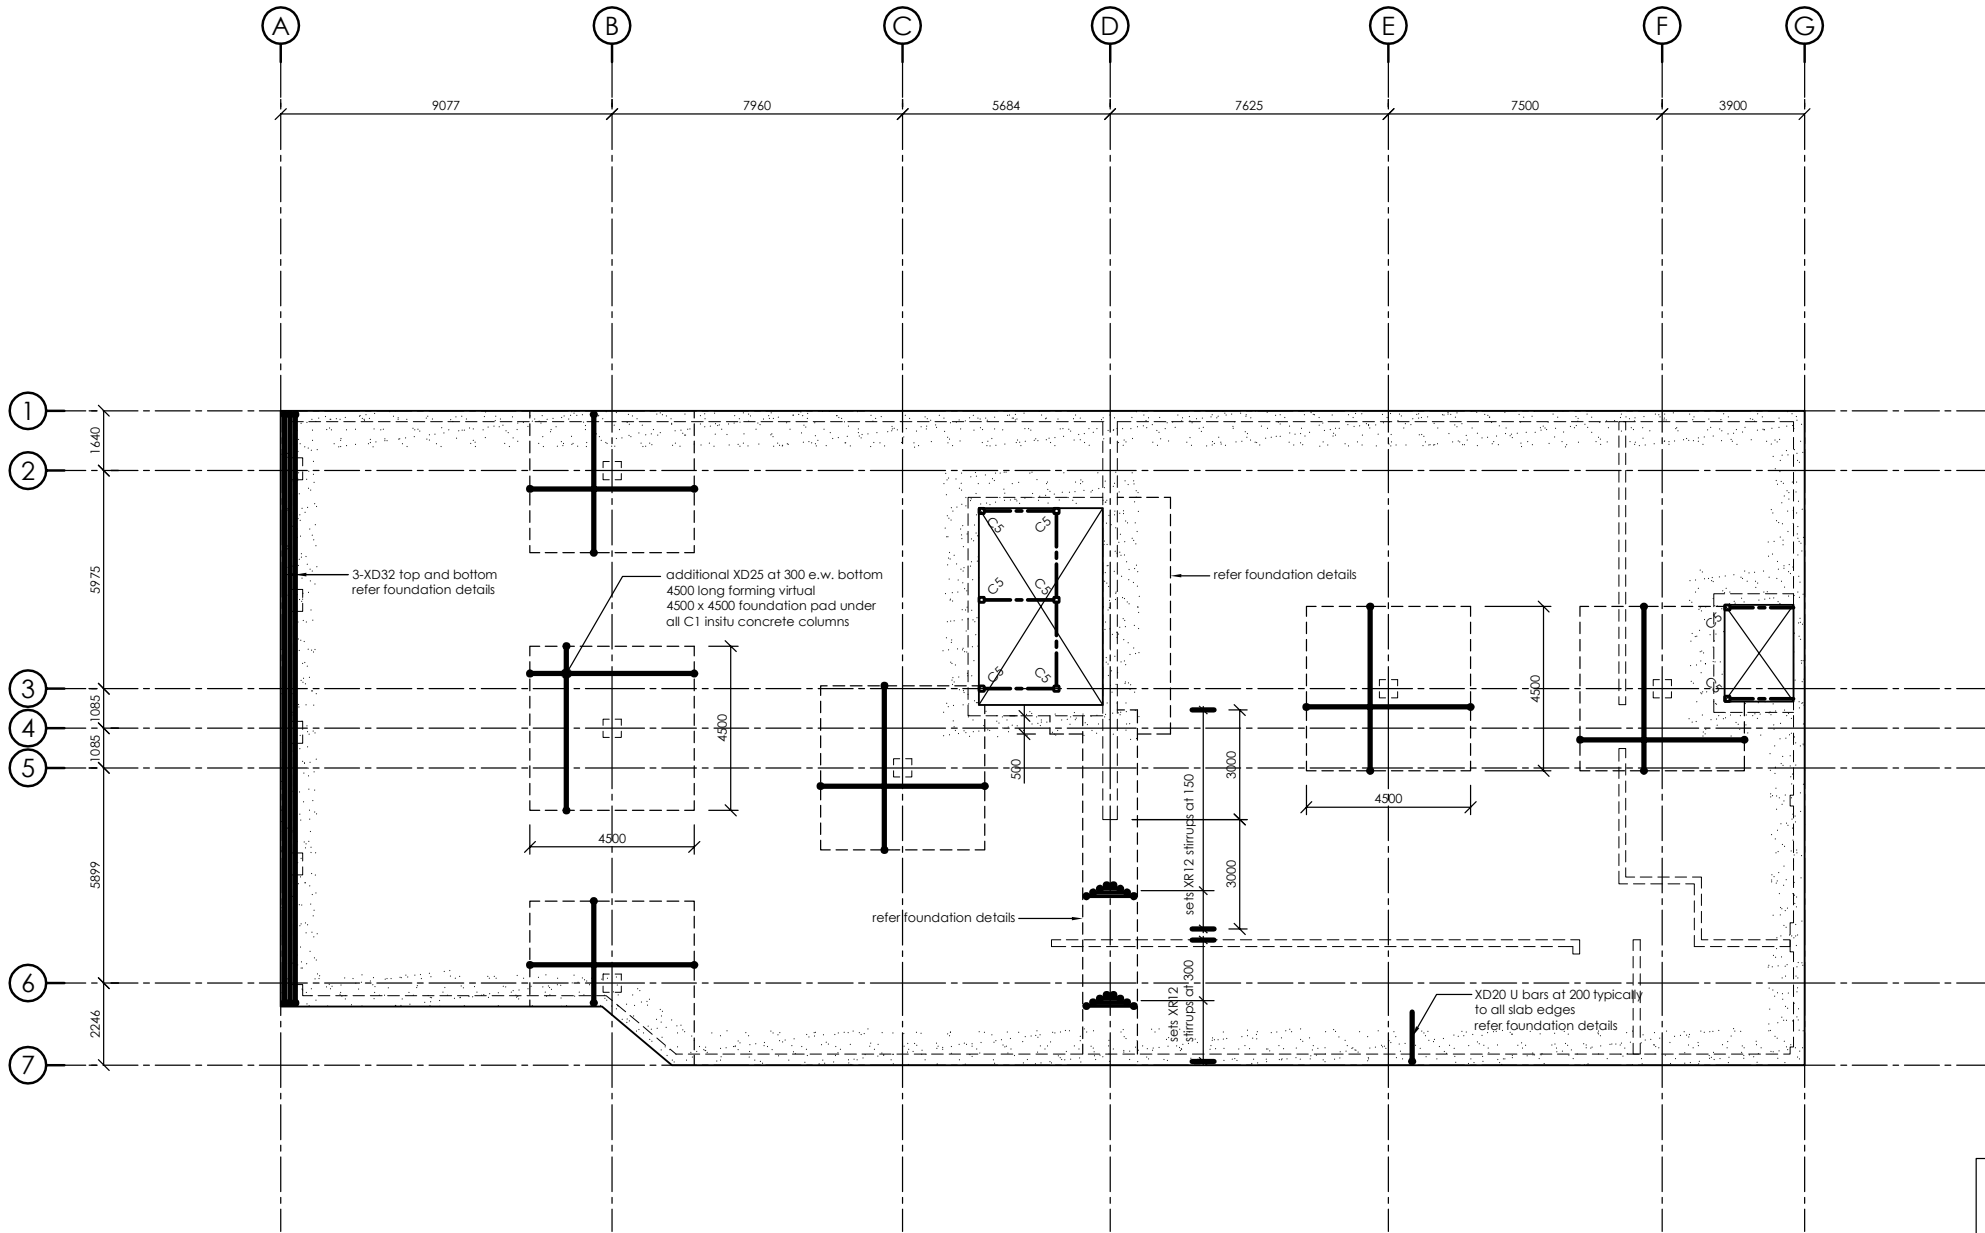 A
B
C
D
E
F
G
9077
7960
5684
7625
7500
3900
1
2
3
4
5
6
7
1640
5975
1085
1085
5899
2246
3-XD32 top and bottom
refer foundation details
additional XD25 at 300 e.w. bottom
4500 long forming virtual
4500 x 4500 foundation pad under
all C1 insitu concrete columns
C5
C5
C5
C5
C5
C5
refer foundation details
C5
C5
4500
4500
500
sets XR12 stirrups at 150
3000
3000
4500
4500
refer foundation details
sets XR12
stirrups at 300
XD20 U bars at 200 typically
to all slab edges
refer foundation details